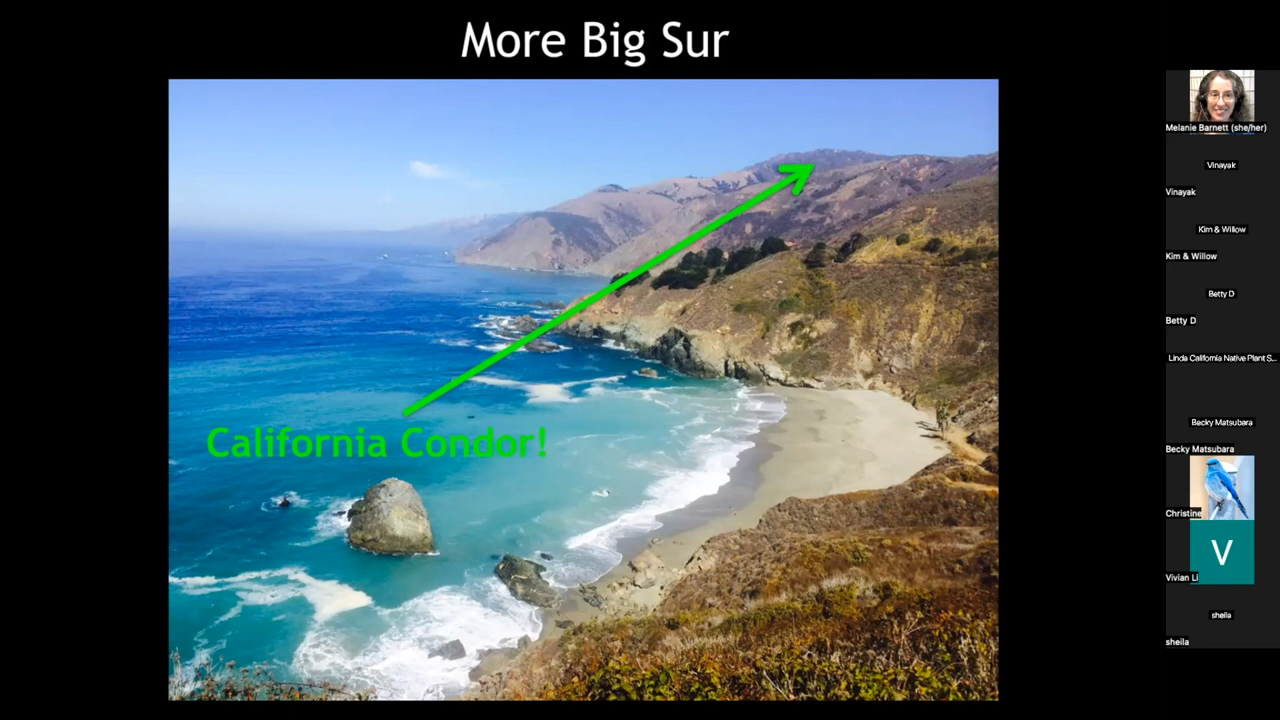 More Big Sur
California Condor!
Melanie Barnett (she/her)
Vinayak
Vinayak
Kim & Willow
Kim & Willow
Betty D
Betty D
Linda California Native Plant S...
Becky Matsubara
Becky Matsubara
Christine
V
Vivian Li
sheila
sheila